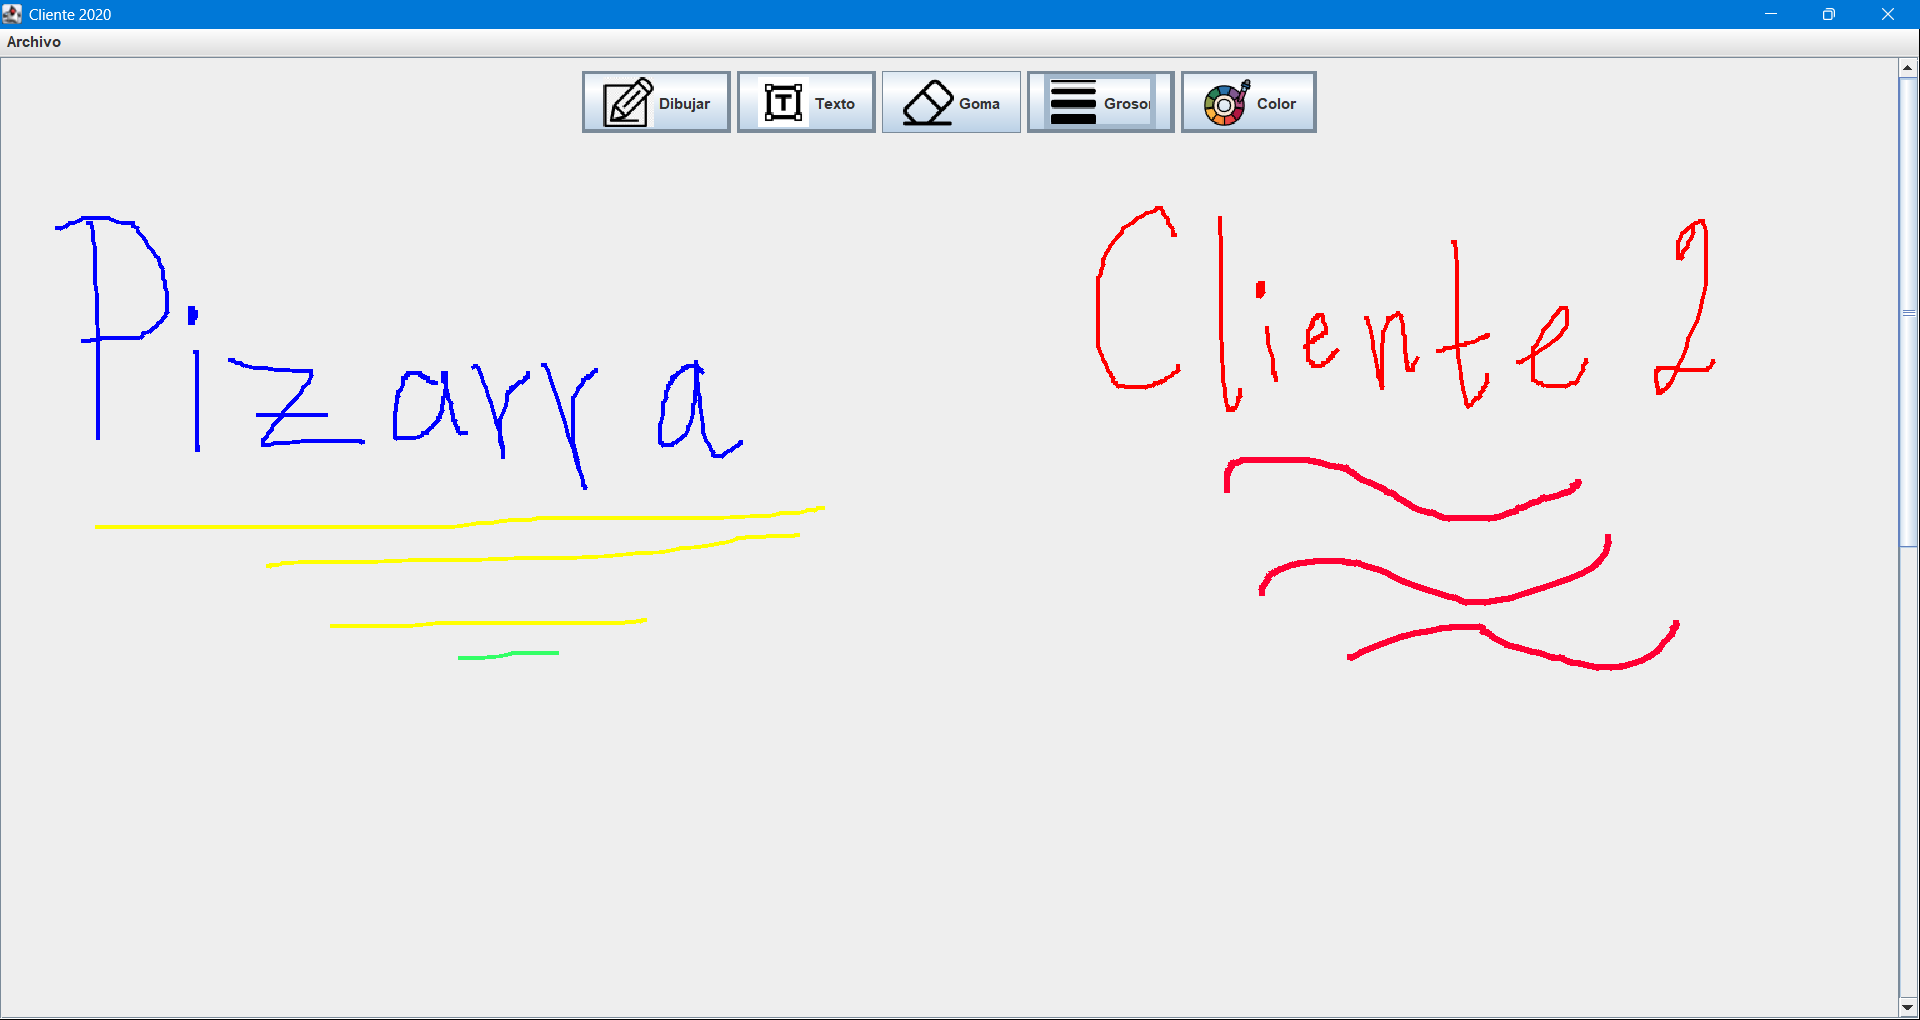 Cliente 2020
Archivo
Dibujar
T Texto
Goma
Groso
Color
Pizarra
Cliente 2